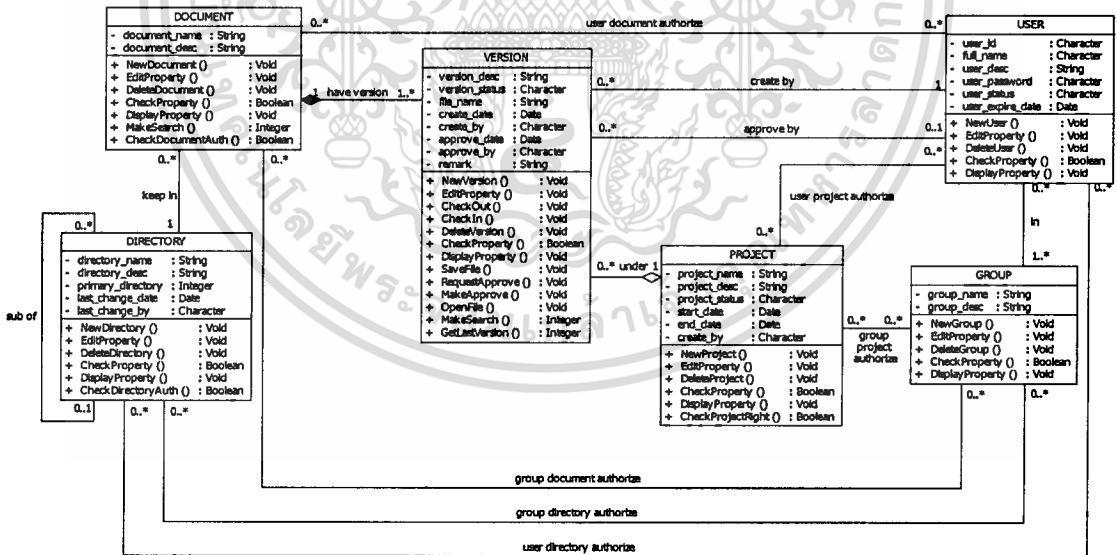 DOCUMENT
- document_name : String
- document_desc : String
+ NewDocument () : Void
+ EditProperty () : Void
+ DeleteDocument () : Void
+ CheckProperty () : Boolean
+ DisplayProperty () : Void
+ MakeSearch () : Integer
+ CheckDocumentAuth () : Boolean
0..* user document authorize 0..*
1 have version 1..*
VERSION
- version_desc : String
- version_status : Character
- file_name : String
- create_date : Date
- create_by : Character
- approve_date : Date
- approve_by : Character
- remark : String
+ NewVersion () : Void
+ EditProperty () : Void
+ CheckOut () : Void
+ CheckIn () : Void
+ DeleteVersion () : Void
+ CheckProperty () : Boolean
+ DisplayProperty () : Void
+ SaveFile () : Void
+ RequestApprove () : Void
+ MakeApprove () : Void
+ OpenFile () : Void
+ MakeSearch () : Integer
+ GetLastVersion () : Integer
0..* create by 1
0..* approve by 0..1
USER
- user_id : Character
- full_name : Character
- user_desc : String
- user_password : Character
- user_status : Character
- user_expire_date : Date
+ NewUser () : Void
+ EditProperty () : Void
+ DeleteUser () : Void
+ CheckProperty () : Boolean
+ DisplayProperty () : Void
0..*
user project authorize
0..*
0..* 0..*
in
1..*
0..* 0..*
keep in
1
0..*
sub of
0..1
DIRECTORY
- directory_name : String
- directory_desc : String
- primary_directory : Integer
- last_change_date : Date
- last_change_by : Character
+ NewDirectory () : Void
+ EditProperty () : Void
+ DeleteDirectory () : Void
+ CheckProperty () : Boolean
+ DisplayProperty () : Void
+ CheckDirectoryAuth () : Boolean
0..* 0..*
0..* under 1
PROJECT
- project_name : String
- project_desc : String
- project_status : Character
- start_date : Date
- end_date : Date
- create_by : Character
+ NewProject () : Void
+ EditProperty () : Void
+ DeleteProject () : Void
+ CheckProperty () : Boolean
+ DisplayProperty () : Void
+ CheckProjectRight () : Boolean
0..* 0..*
group
project
authorize
GROUP
- group_name : String
- group_desc : String
+ NewGroup () : Void
+ EditProperty () : Void
+ DeleteGroup () : Void
+ CheckProperty () : Boolean
+ DisplayProperty () : Void
0..* 0..*
group document authorize
group directory authorize
user directory authorize